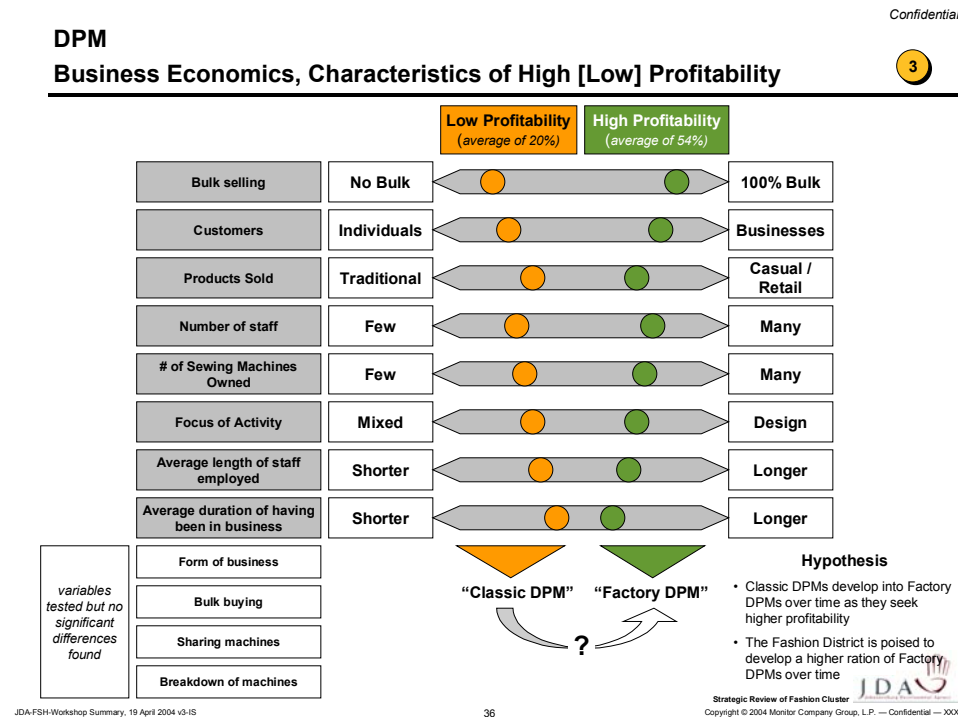 Confidential
DPM
Business Economics, Characteristics of High [Low] Profitability
3
Low Profitability
(average of 20%)
High Profitability
(average of 54%)
Bulk selling
No Bulk
100% Bulk
Customers
Individuals
Businesses
Products Sold
Traditional
Casual /
Retail
Number of staff
Few
Many
# of Sewing Machines
Owned
Few
Many
Focus of Activity
Mixed
Design
Average length of staff
employed
Shorter
Longer
Average duration of having
been in business
Shorter
Longer
variables
tested but no
significant
differences
found
Form of business
Bulk buying
Sharing machines
Breakdown of machines
“Classic DPM”
“Factory DPM”
?
Hypothesis
• Classic DPMs develop into Factory
DPMs over time as they seek
higher profitability
• The Fashion District is poised to
develop a higher ration of Factory
DPMs over time
JDA
Strategic Review of Fashion Cluster
JDA-FSH-Workshop Summary, 19 April 2004 v3-IS
36
Copyright © 2004 Monitor Company Group, L.P. — Confidential — XXX